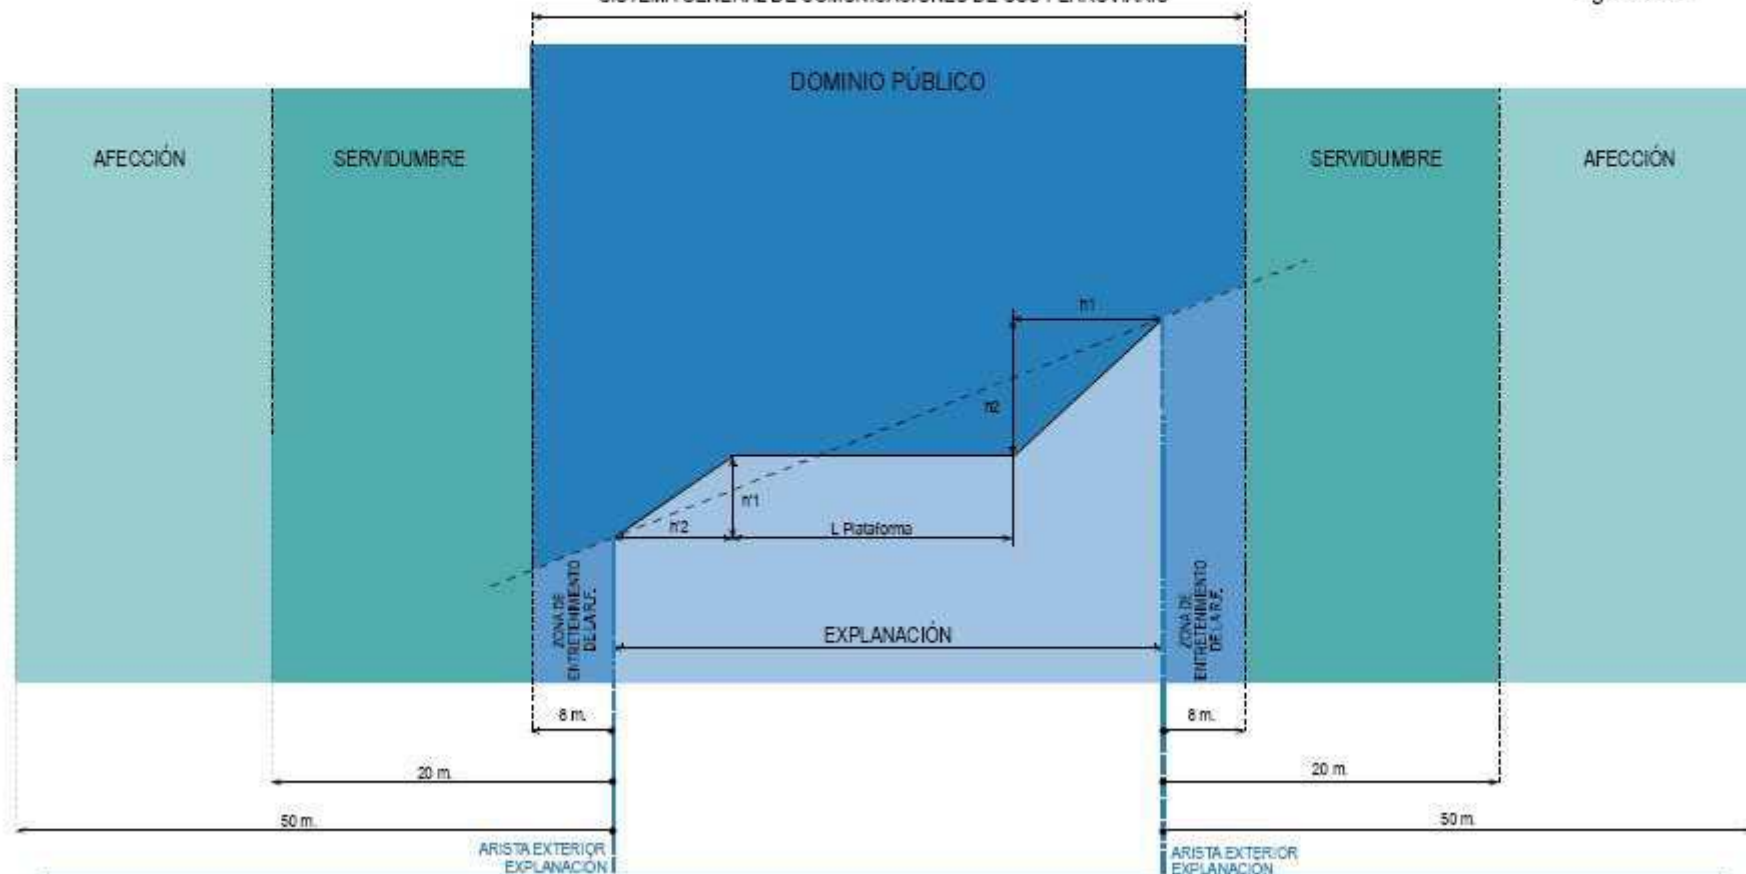 DOMINIO PÚBLICO
AFECCIÓN
SERVIDUMBRE
SERVIDUMBRE
AFECCIÓN
h1
h2
h'1
h'2
L Plataforma
ZONA DE
ENTRETENIMIENTO
DE LA R.F.
EXPLANACIÓN
ZONA DE
ENTRETENIMIENTO
DE LA R.F.
8 m.
8 m.
20 m.
20 m.
50 m.
50 m.
ARISTA EXTERIOR
EXPLANACIÓN
ARISTA EXTERIOR
EXPLANACIÓN